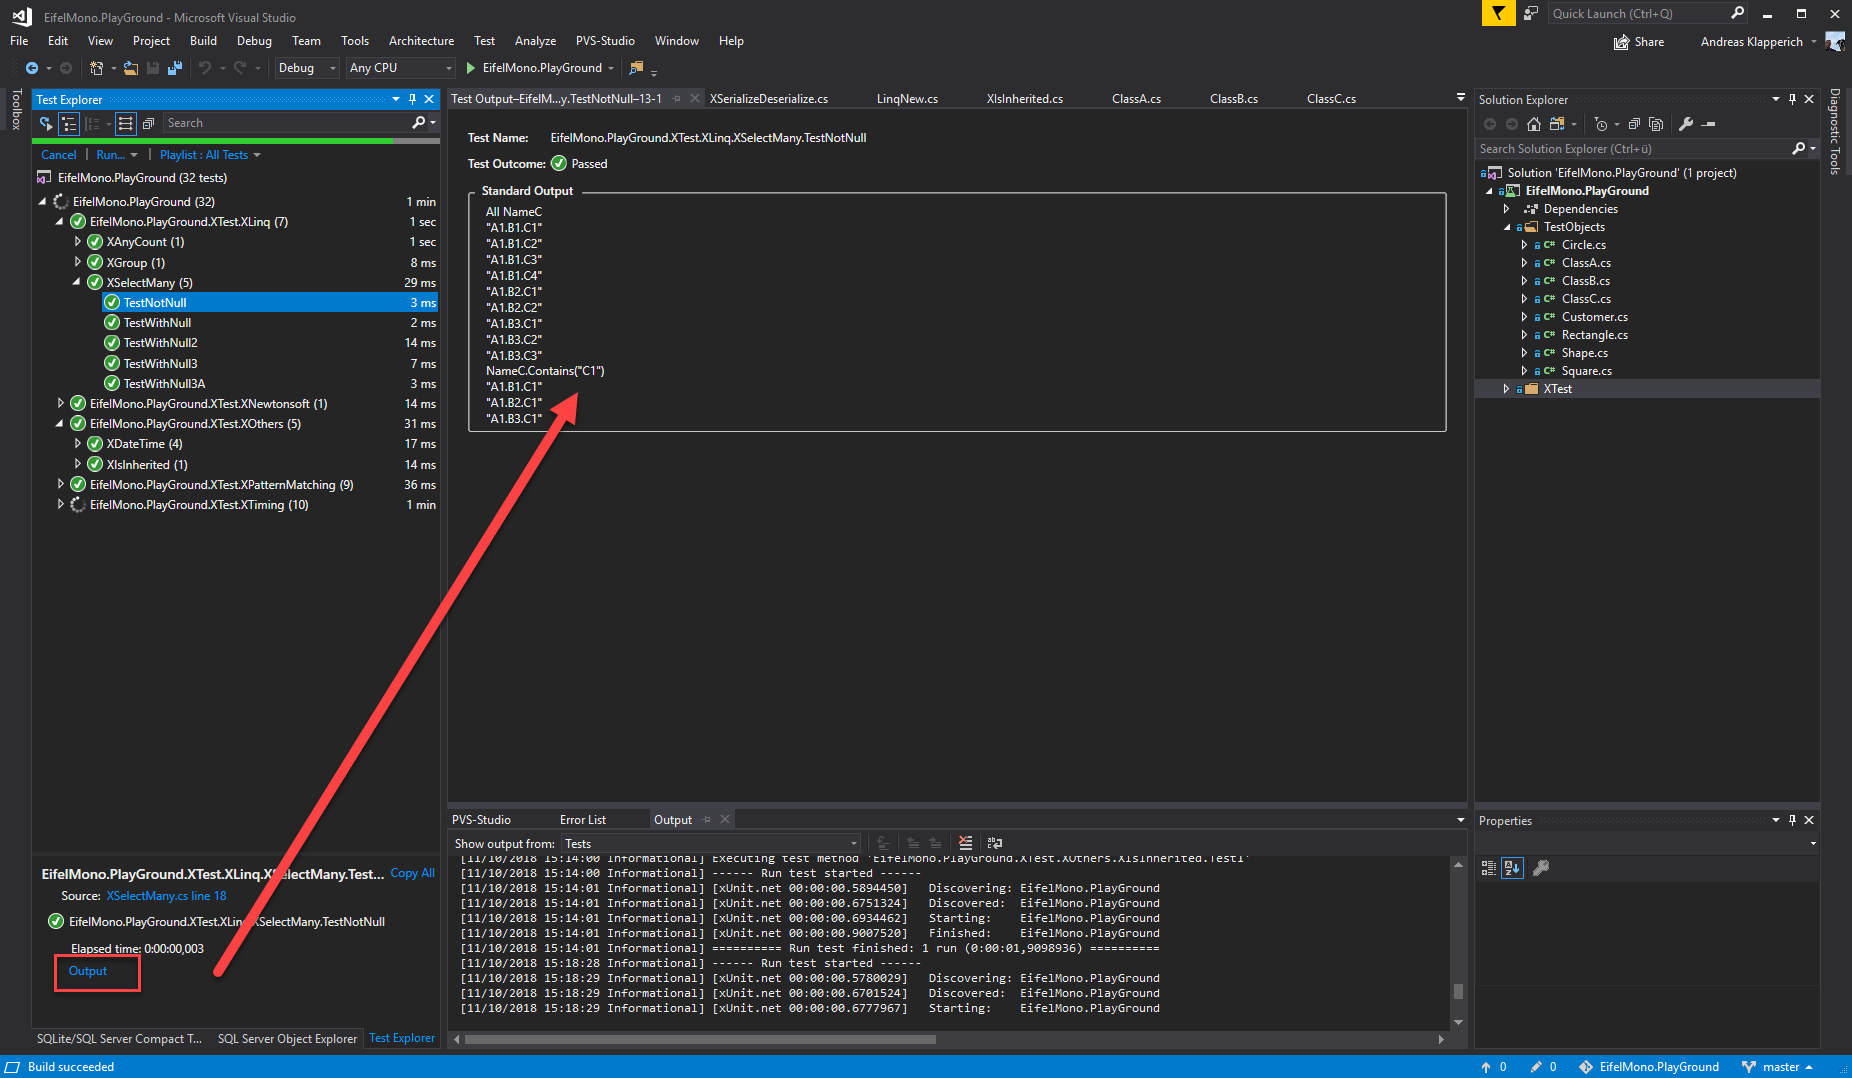 EifelMono.PlayGround - Microsoft Visual Studio
Quick Launch (Ctrl+Q)
File Edit View Project Build Debug Team Tools Architecture Test Analyze PVS-Studio Window Help
Share Andreas Klapperich
Debug Any CPU EifelMono.PlayGround
Toolbox
Test Explorer
Search
Cancel Run... Playlist : All Tests
EifelMono.PlayGround (32 tests)
EifelMono.PlayGround (32) 1 min
EifelMono.PlayGround.XTest.XLinq (7) 1 sec
XAnyCount (1) 1 sec
XGroup (1) 8 ms
XSelectMany (5) 29 ms
TestNotNull 3 ms
TestWithNull 2 ms
TestWithNull2 14 ms
TestWithNull3 7 ms
TestWithNull3A 3 ms
EifelMono.PlayGround.XTest.XNewtonsoft (1) 14 ms
EifelMono.PlayGround.XTest.XOthers (5) 31 ms
XDateTime (4) 17 ms
XIsInherited (1) 14 ms
EifelMono.PlayGround.XTest.XPatternMatching (9) 36 ms
EifelMono.PlayGround.XTest.XTiming (10) 1 min
EifelMono.PlayGround.XTest.XLinq.XSelectMany.Test... Copy All
Source: XSelectMany.cs line 18
EifelMono.PlayGround.XTest.XLinq.XSelectMany.TestNotNull
Elapsed time: 0:00:00,003
Output
SQLite/SQL Server Compact T... SQL Server Object Explorer Test Explorer
Test Output–EifelM...y.TestNotNull–13-1 XSerializeDeserialize.cs LinqNew.cs XIsInherited.cs ClassA.cs ClassB.cs ClassC.cs
Test Name: EifelMono.PlayGround.XTest.XLinq.XSelectMany.TestNotNull
Test Outcome: Passed
Standard Output
All NameC
"A1.B1.C1"
"A1.B1.C2"
"A1.B1.C3"
"A1.B1.C4"
"A1.B2.C1"
"A1.B2.C2"
"A1.B3.C1"
"A1.B3.C2"
"A1.B3.C3"
NameC.Contains("C1")
"A1.B1.C1"
"A1.B2.C1"
"A1.B3.C1"
PVS-Studio Error List Output
Show output from: Tests
[11/10/2018 15:14:00 Informational] Executing test method 'EifelMono.PlayGround.XTest.XOthers.XIsInherited.Test1'
[11/10/2018 15:14:00 Informational] ------ Run test started ------
[11/10/2018 15:14:01 Informational] [xUnit.net 00:00:00.5894450] Discovering: EifelMono.PlayGround
[11/10/2018 15:14:01 Informational] [xUnit.net 00:00:00.6751324] Discovered: EifelMono.PlayGround
[11/10/2018 15:14:01 Informational] [xUnit.net 00:00:00.6934462] Starting: EifelMono.PlayGround
[11/10/2018 15:14:01 Informational] [xUnit.net 00:00:00.9007520] Finished: EifelMono.PlayGround
[11/10/2018 15:14:01 Informational] ========== Run test finished: 1 run (0:00:01,9098936) ==========
[11/10/2018 15:18:28 Informational] ------ Run test started ------
[11/10/2018 15:18:29 Informational] [xUnit.net 00:00:00.5780029] Discovering: EifelMono.PlayGround
[11/10/2018 15:18:29 Informational] [xUnit.net 00:00:00.6701524] Discovered: EifelMono.PlayGround
[11/10/2018 15:18:29 Informational] [xUnit.net 00:00:00.6777967] Starting: EifelMono.PlayGround
Solution Explorer
Search Solution Explorer (Ctrl+ü)
Solution 'EifelMono.PlayGround' (1 project)
EifelMono.PlayGround
Dependencies
TestObjects
C# Circle.cs
C# ClassA.cs
C# ClassB.cs
C# ClassC.cs
C# Customer.cs
C# Rectangle.cs
C# Shape.cs
C# Square.cs
XTest
Properties
Diagnostic Tools
Build succeeded 0 0 EifelMono.PlayGround master